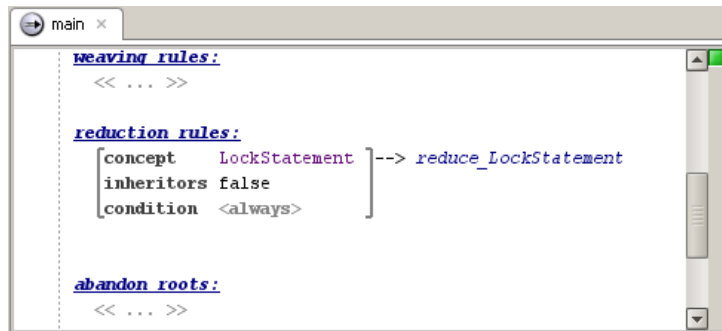 main ×
weaving rules:
<< ... >>
reduction rules:
concept LockStatement --> reduce_LockStatement
inheritors false
condition <always>
abandon roots:
<< ... >>